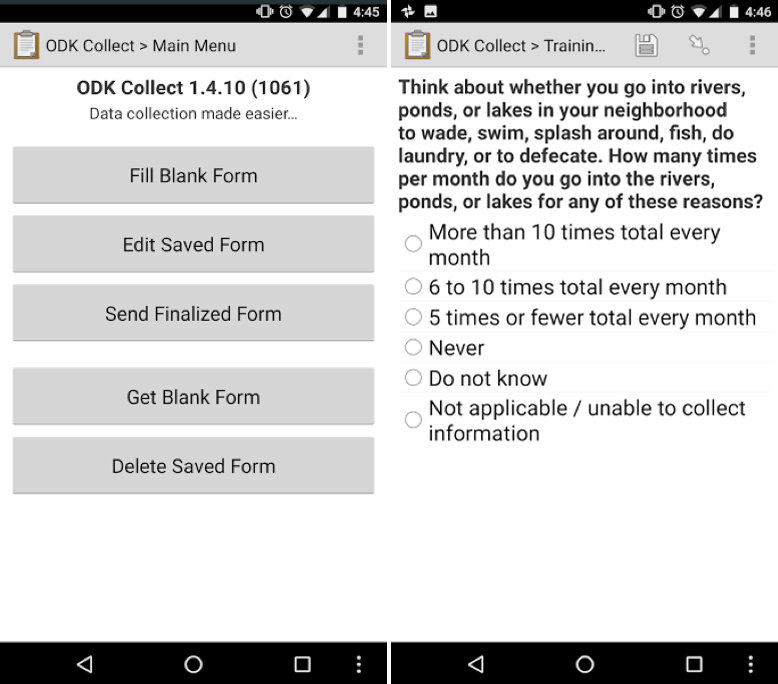 4:45
ODK Collect > Main Menu
ODK Collect 1.4.10 (1061)
Data collection made easier...
Fill Blank Form
Edit Saved Form
Send Finalized Form
Get Blank Form
Delete Saved Form
4:46
ODK Collect > Trainin...
Think about whether you go into rivers,
ponds, or lakes in your neighborhood
to wade, swim, splash around, fish, do
laundry, or to defecate. How many times
per month do you go into the rivers,
ponds, or lakes for any of these reasons?
More than 10 times total every
month
6 to 10 times total every month
5 times or fewer total every month
Never
Do not know
Not applicable / unable to collect
information